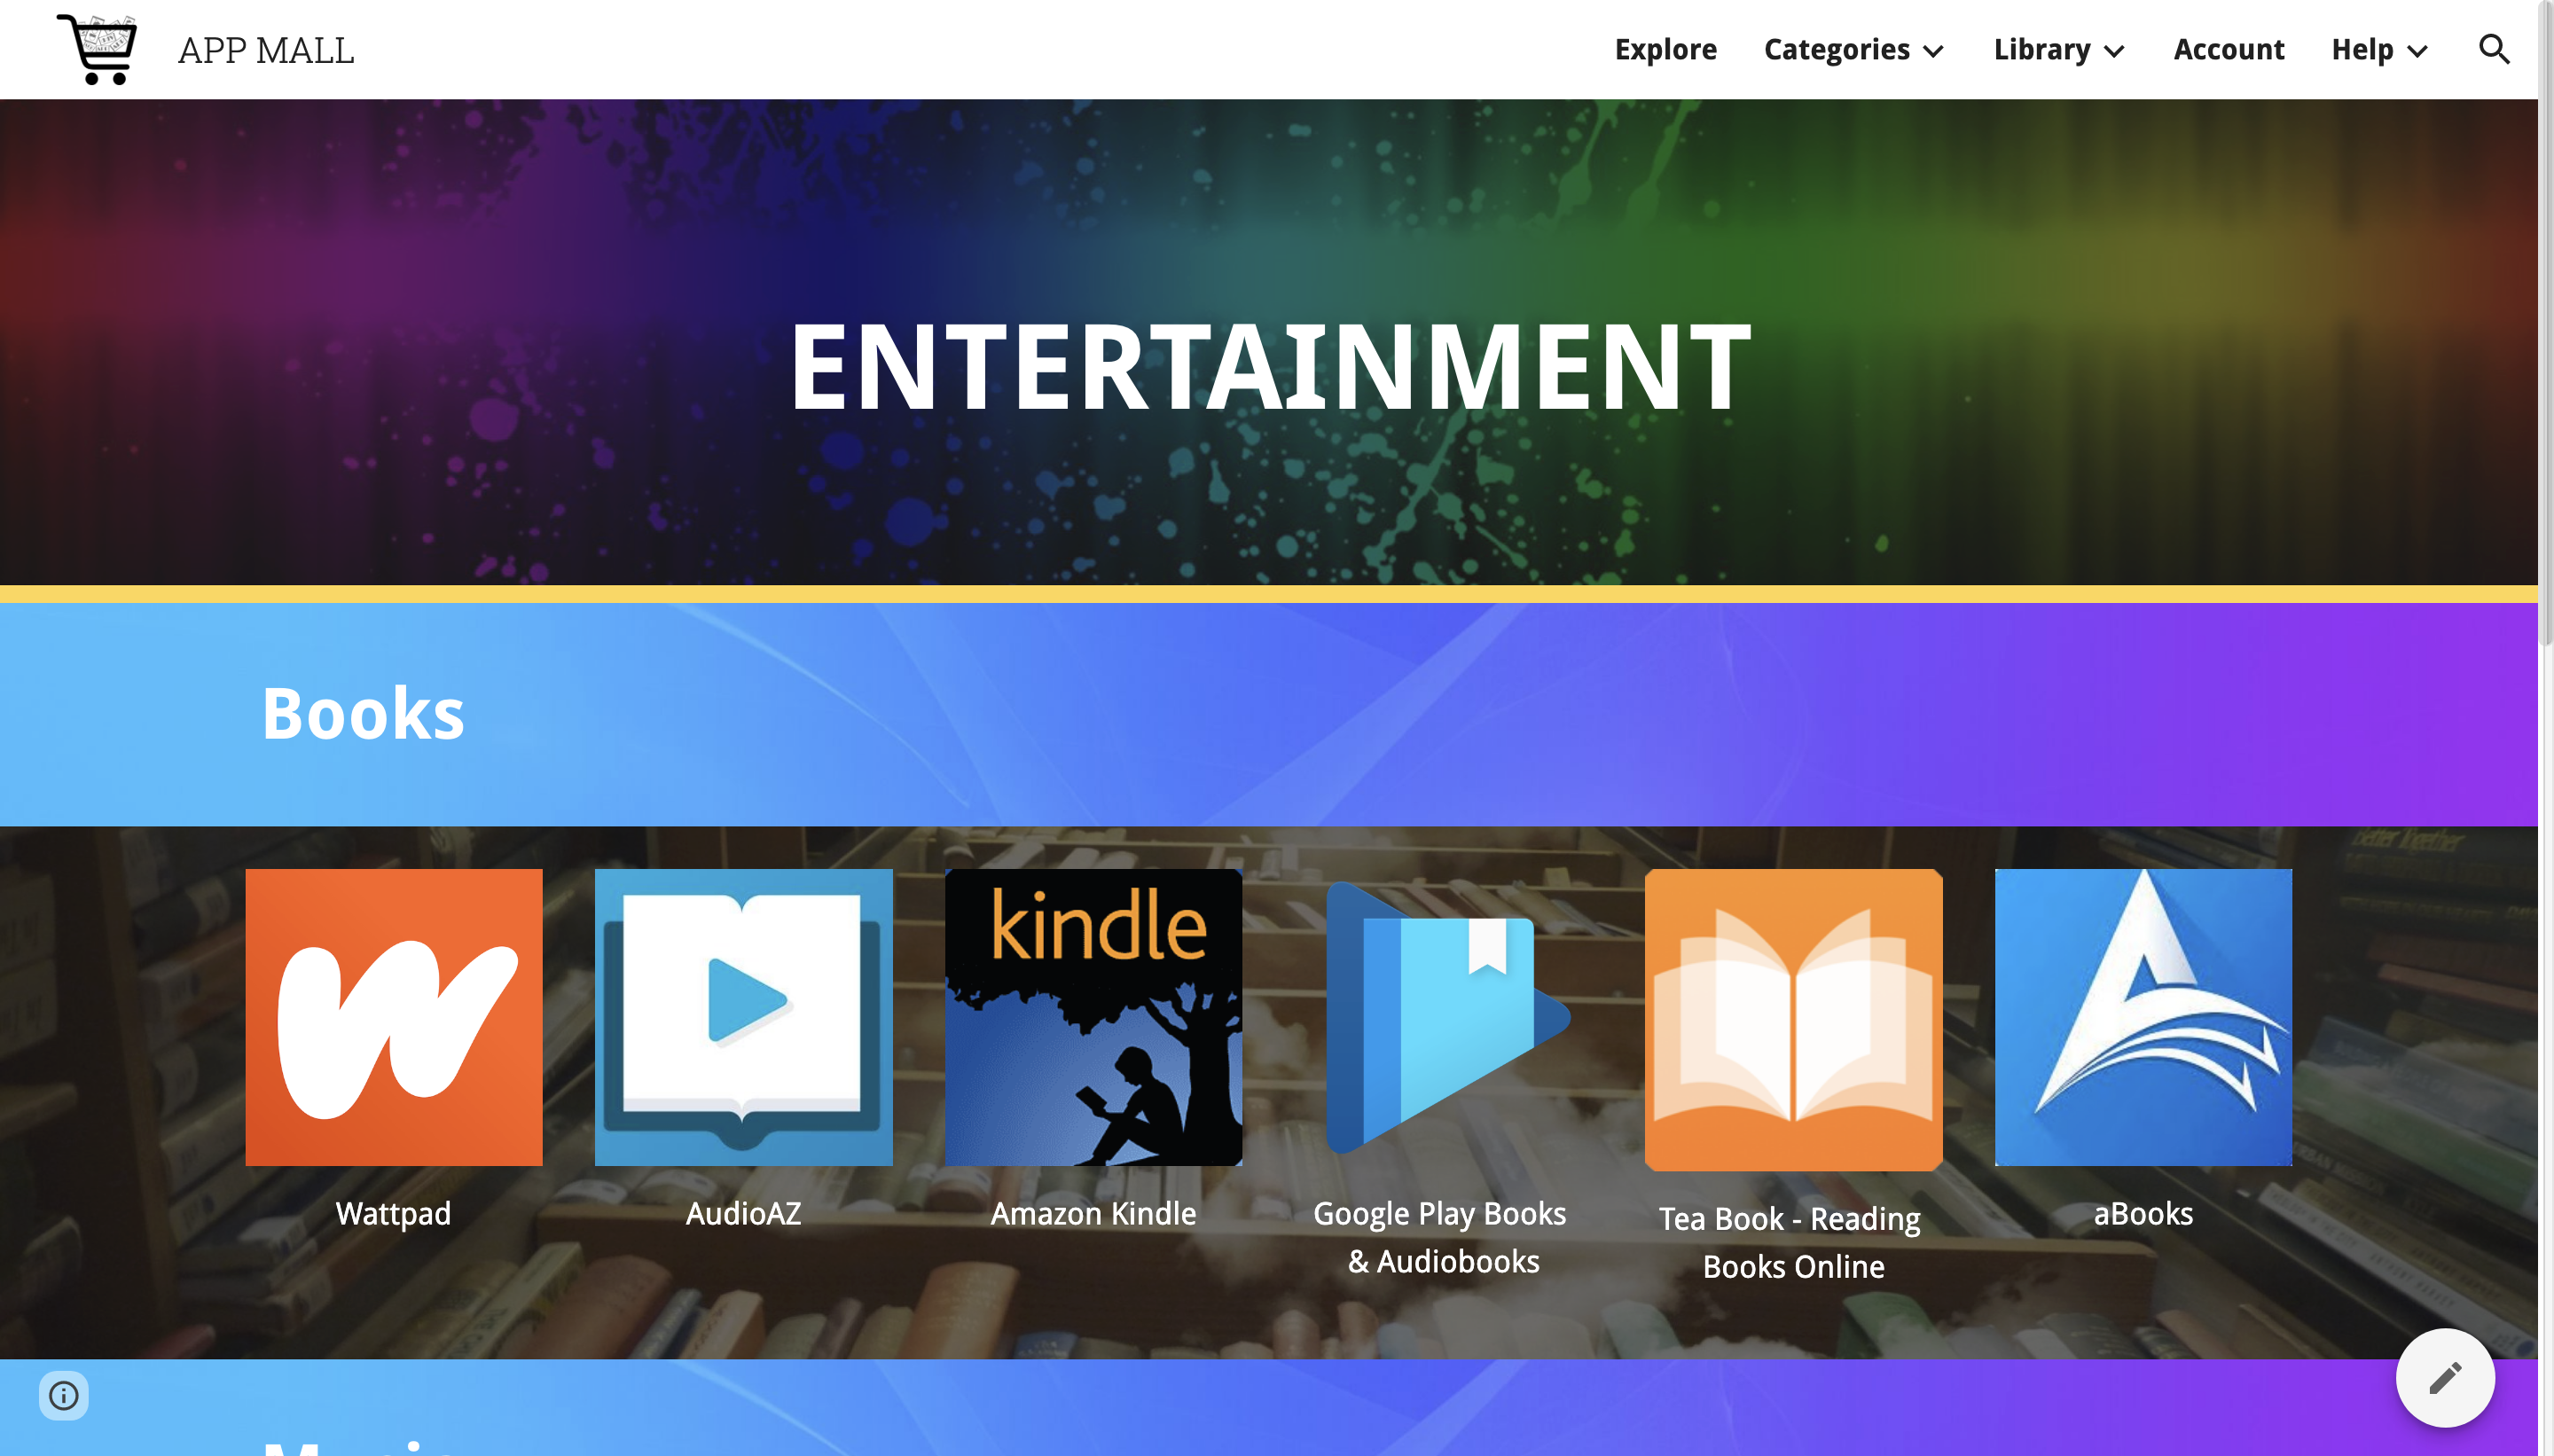 APP MALL
Explore
Categories
Library
Account
Help
ENTERTAINMENT
Books
kindle
Wattpad
AudioAZ
Amazon Kindle
Google Play Books
& Audiobooks
Tea Book - Reading
Books Online
aBooks